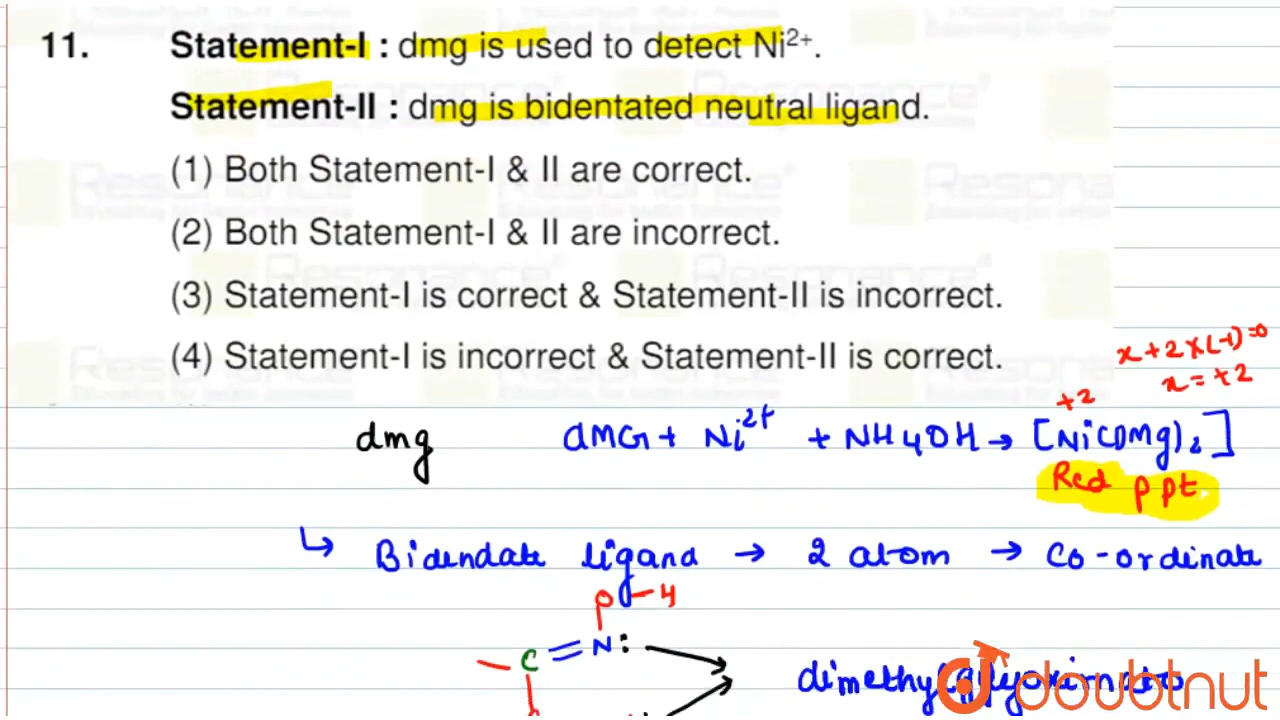 11. Statement-I : dmg is used to detect Ni²⁺.
Statement-II : dmg is bidentated neutral ligand.
(1) Both Statement-I & II are correct.
(2) Both Statement-I & II are incorrect.
(3) Statement-I is correct & Statement-II is incorrect.
(4) Statement-I is incorrect & Statement-II is correct.
x + 2 × (-1) = 0
x = +2
+2
dmg dMG + Ni²⁺ + NH4OH → [Ni(DMg)₂]
Red ppt
↳ Bidendate ligand → 2 atom → Co-ordinate
O-H
C = N :
doubtnut